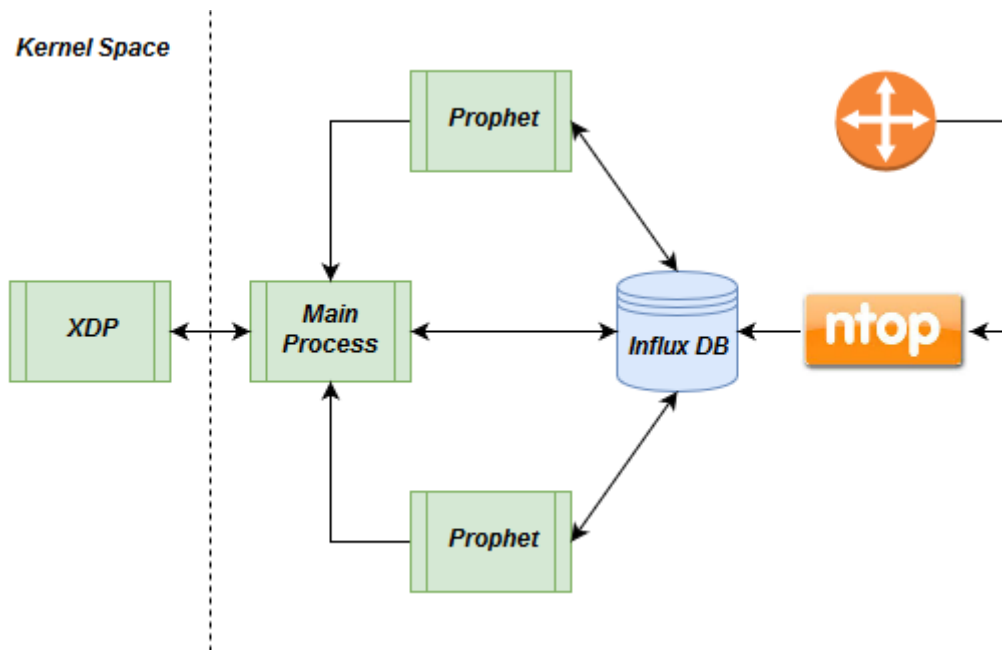 Kernel Space
Prophet
XDP
Main
Process
Influx DB
ntop
Prophet